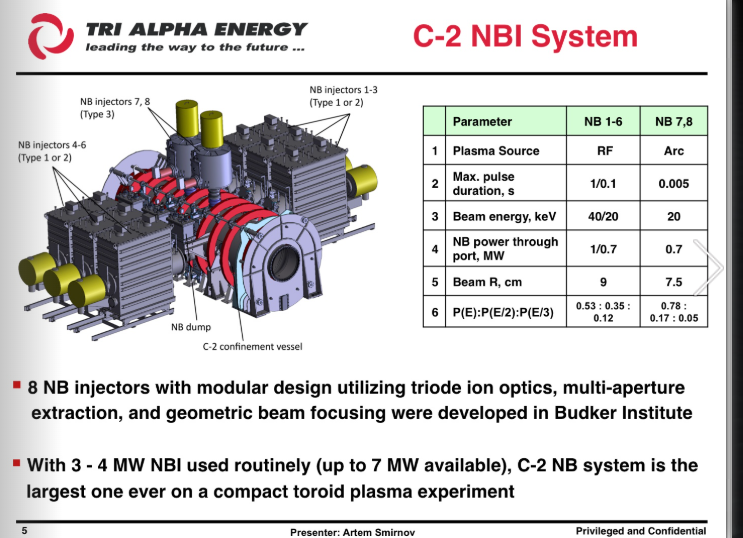 TRI ALPHA ENERGY
leading the way to the future ...
C-2 NBI System
NB injectors 1-3
(Type 1 or 2)
NB injectors 7, 8
(Type 3)
NB injectors 4-6
(Type 1 or 2)
NB dump
C-2 confinement vessel
Parameter NB 1-6 NB 7,8
1 Plasma Source RF Arc
2 Max. pulse duration, s 1/0.1 0.005
3 Beam energy, keV 40/20 20
4 NB power through port, MW 1/0.7 0.7
5 Beam R, cm 9 7.5
6 P(E):P(E/2):P(E/3) 0.53 : 0.35 : 0.12 0.78 : 0.17 : 0.05
8 NB injectors with modular design utilizing triode ion optics, multi-aperture
extraction, and geometric beam focusing were developed in Budker Institute
With 3 - 4 MW NBI used routinely (up to 7 MW available), C-2 NB system is the
largest one ever on a compact toroid plasma experiment
5
Presenter: Artem Smirnov
Privileged and Confidential